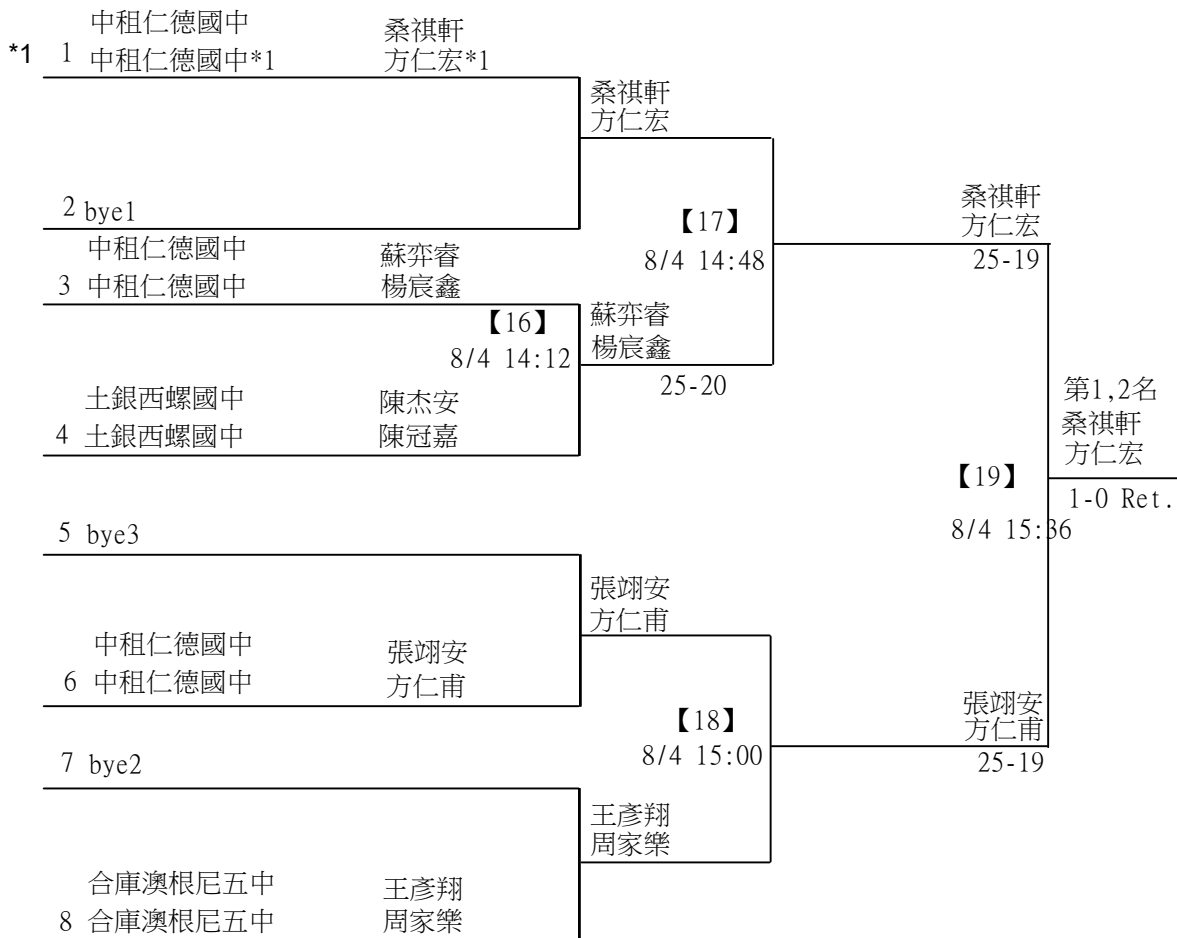 中租仁德國中 桑祺軒
*1 1 中租仁德國中*1 方仁宏*1
桑祺軒
方仁宏
2 bye1
【17】
8/4 14:48
桑祺軒
方仁宏
25-19
中租仁德國中 蘇弈睿
3 中租仁德國中 楊宸鑫
【16】
8/4 14:12
蘇弈睿
楊宸鑫
25-20
土銀西螺國中 陳杰安
4 土銀西螺國中 陳冠嘉
第1,2名
桑祺軒
方仁宏
【19】
1-0 Ret.
8/4 15:36
5 bye3
張翊安
方仁甫
中租仁德國中 張翊安
6 中租仁德國中 方仁甫
【18】
8/4 15:00
張翊安
方仁甫
25-19
7 bye2
王彥翔
周家樂
合庫澳根尼五中 王彥翔
8 合庫澳根尼五中 周家樂